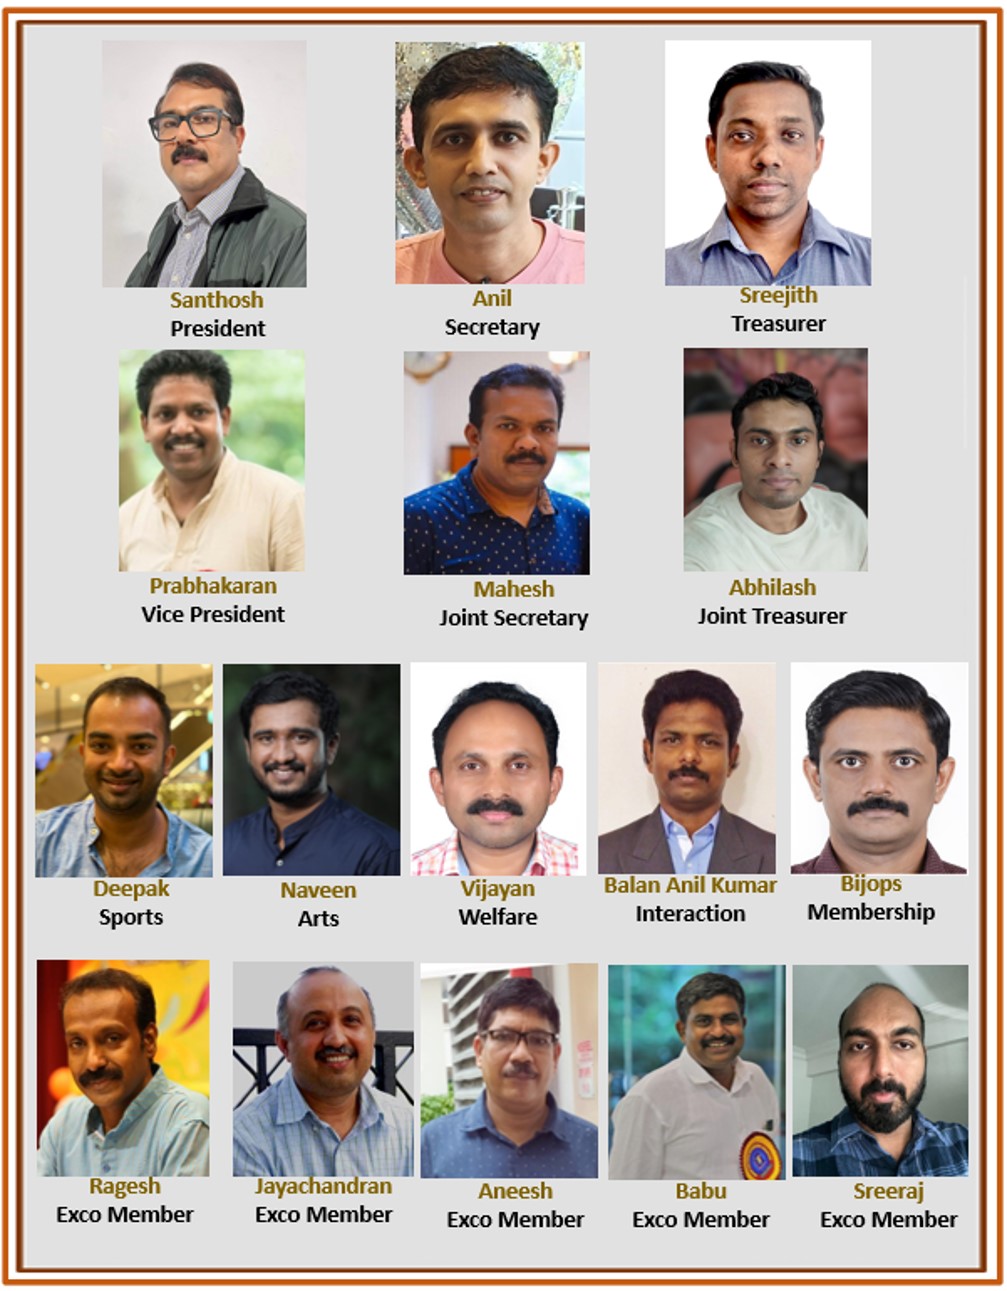 Santhosh
President
Anil
Secretary
Sreejith
Treasurer
Prabhakaran
Vice President
Mahesh
Joint Secretary
Abhilash
Joint Treasurer
Deepak
Sports
Naveen
Arts
Vijayan
Welfare
Balan Anil Kumar
Interaction
Bijops
Membership
Ragesh
Exco Member
Jayachandran
Exco Member
Aneesh
Exco Member
Babu
Exco Member
Sreeraj
Exco Member